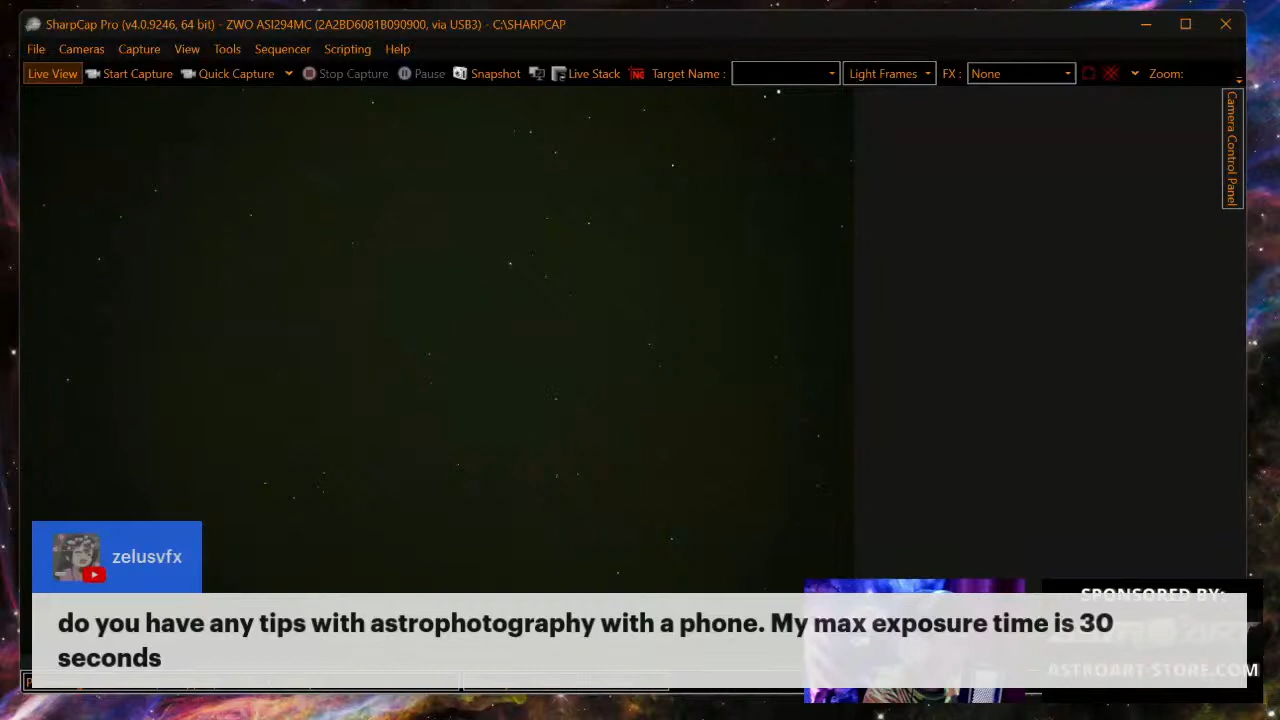 SharpCap Pro (v4.0.9246, 64 bit) - ZWO ASI294MC (2A2BD6081B090900, via USB3) - C:\SHARPCAP
File Cameras Capture View Tools Sequencer Scripting Help
Live View Start Capture Quick Capture Stop Capture Pause Snapshot Live Stack Target Name : Light Frames FX : None Zoom:
Camera Control Panel
zelusvfx
do you have any tips with astrophotography with a phone. My max exposure time is 30
seconds
SPONSORED BY:
ASTROART-STORE.COM